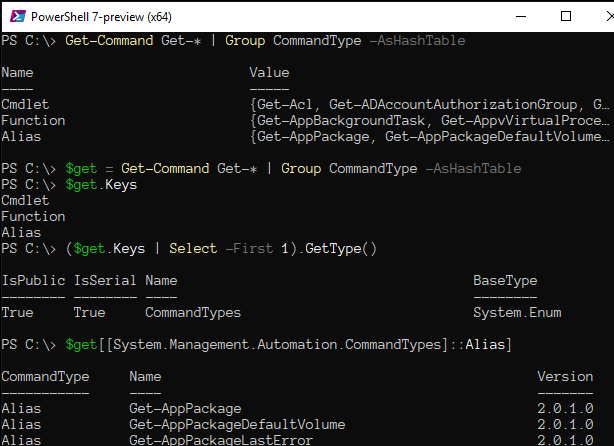 PowerShell 7-preview (x64)
PS C:\> Get-Command Get-* | Group CommandType -AsHashTable
Name Value
---- -----
Cmdlet {Get-Acl, Get-ADAccountAuthorizationGroup, G…
Function {Get-AppBackgroundTask, Get-AppvVirtualProce…
Alias {Get-AppPackage, Get-AppPackageDefaultVolume…
PS C:\> $get = Get-Command Get-* | Group CommandType -AsHashTable
PS C:\> $get.Keys
Cmdlet
Function
Alias
PS C:\> ($get.Keys | Select -First 1).GetType()
IsPublic IsSerial Name BaseType
-------- -------- ---- --------
True True CommandTypes System.Enum
PS C:\> $get[[System.Management.Automation.CommandTypes]::Alias]
CommandType Name Version
----------- ---- -------
Alias Get-AppPackage 2.0.1.0
Alias Get-AppPackageDefaultVolume 2.0.1.0
Alias Get-AppPackageLastError 2.0.1.0